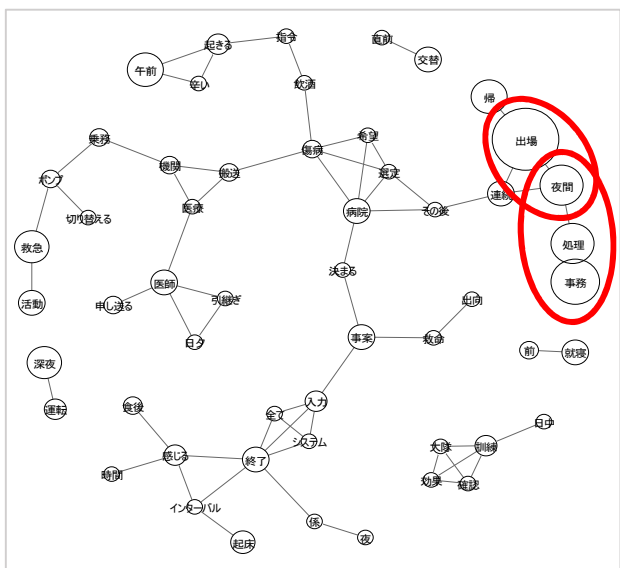 指令
起きる
直前
交替
午前
辛い
飲酒
帰
乗務
希望
出場
傷病
機関
搬送
選定
ポンプ
夜間
連続
医療
病院
その後
切り替える
救急
処理
決まる
事務
医師
引継ぎ
出向
活動
申し送る
事案
救命
日夕
前
就寝
深夜
入力
食後
運転
全て
日中
システム
大隊
訓練
感じる
終了
時間
効果
確認
インターバル
係
夜
起床